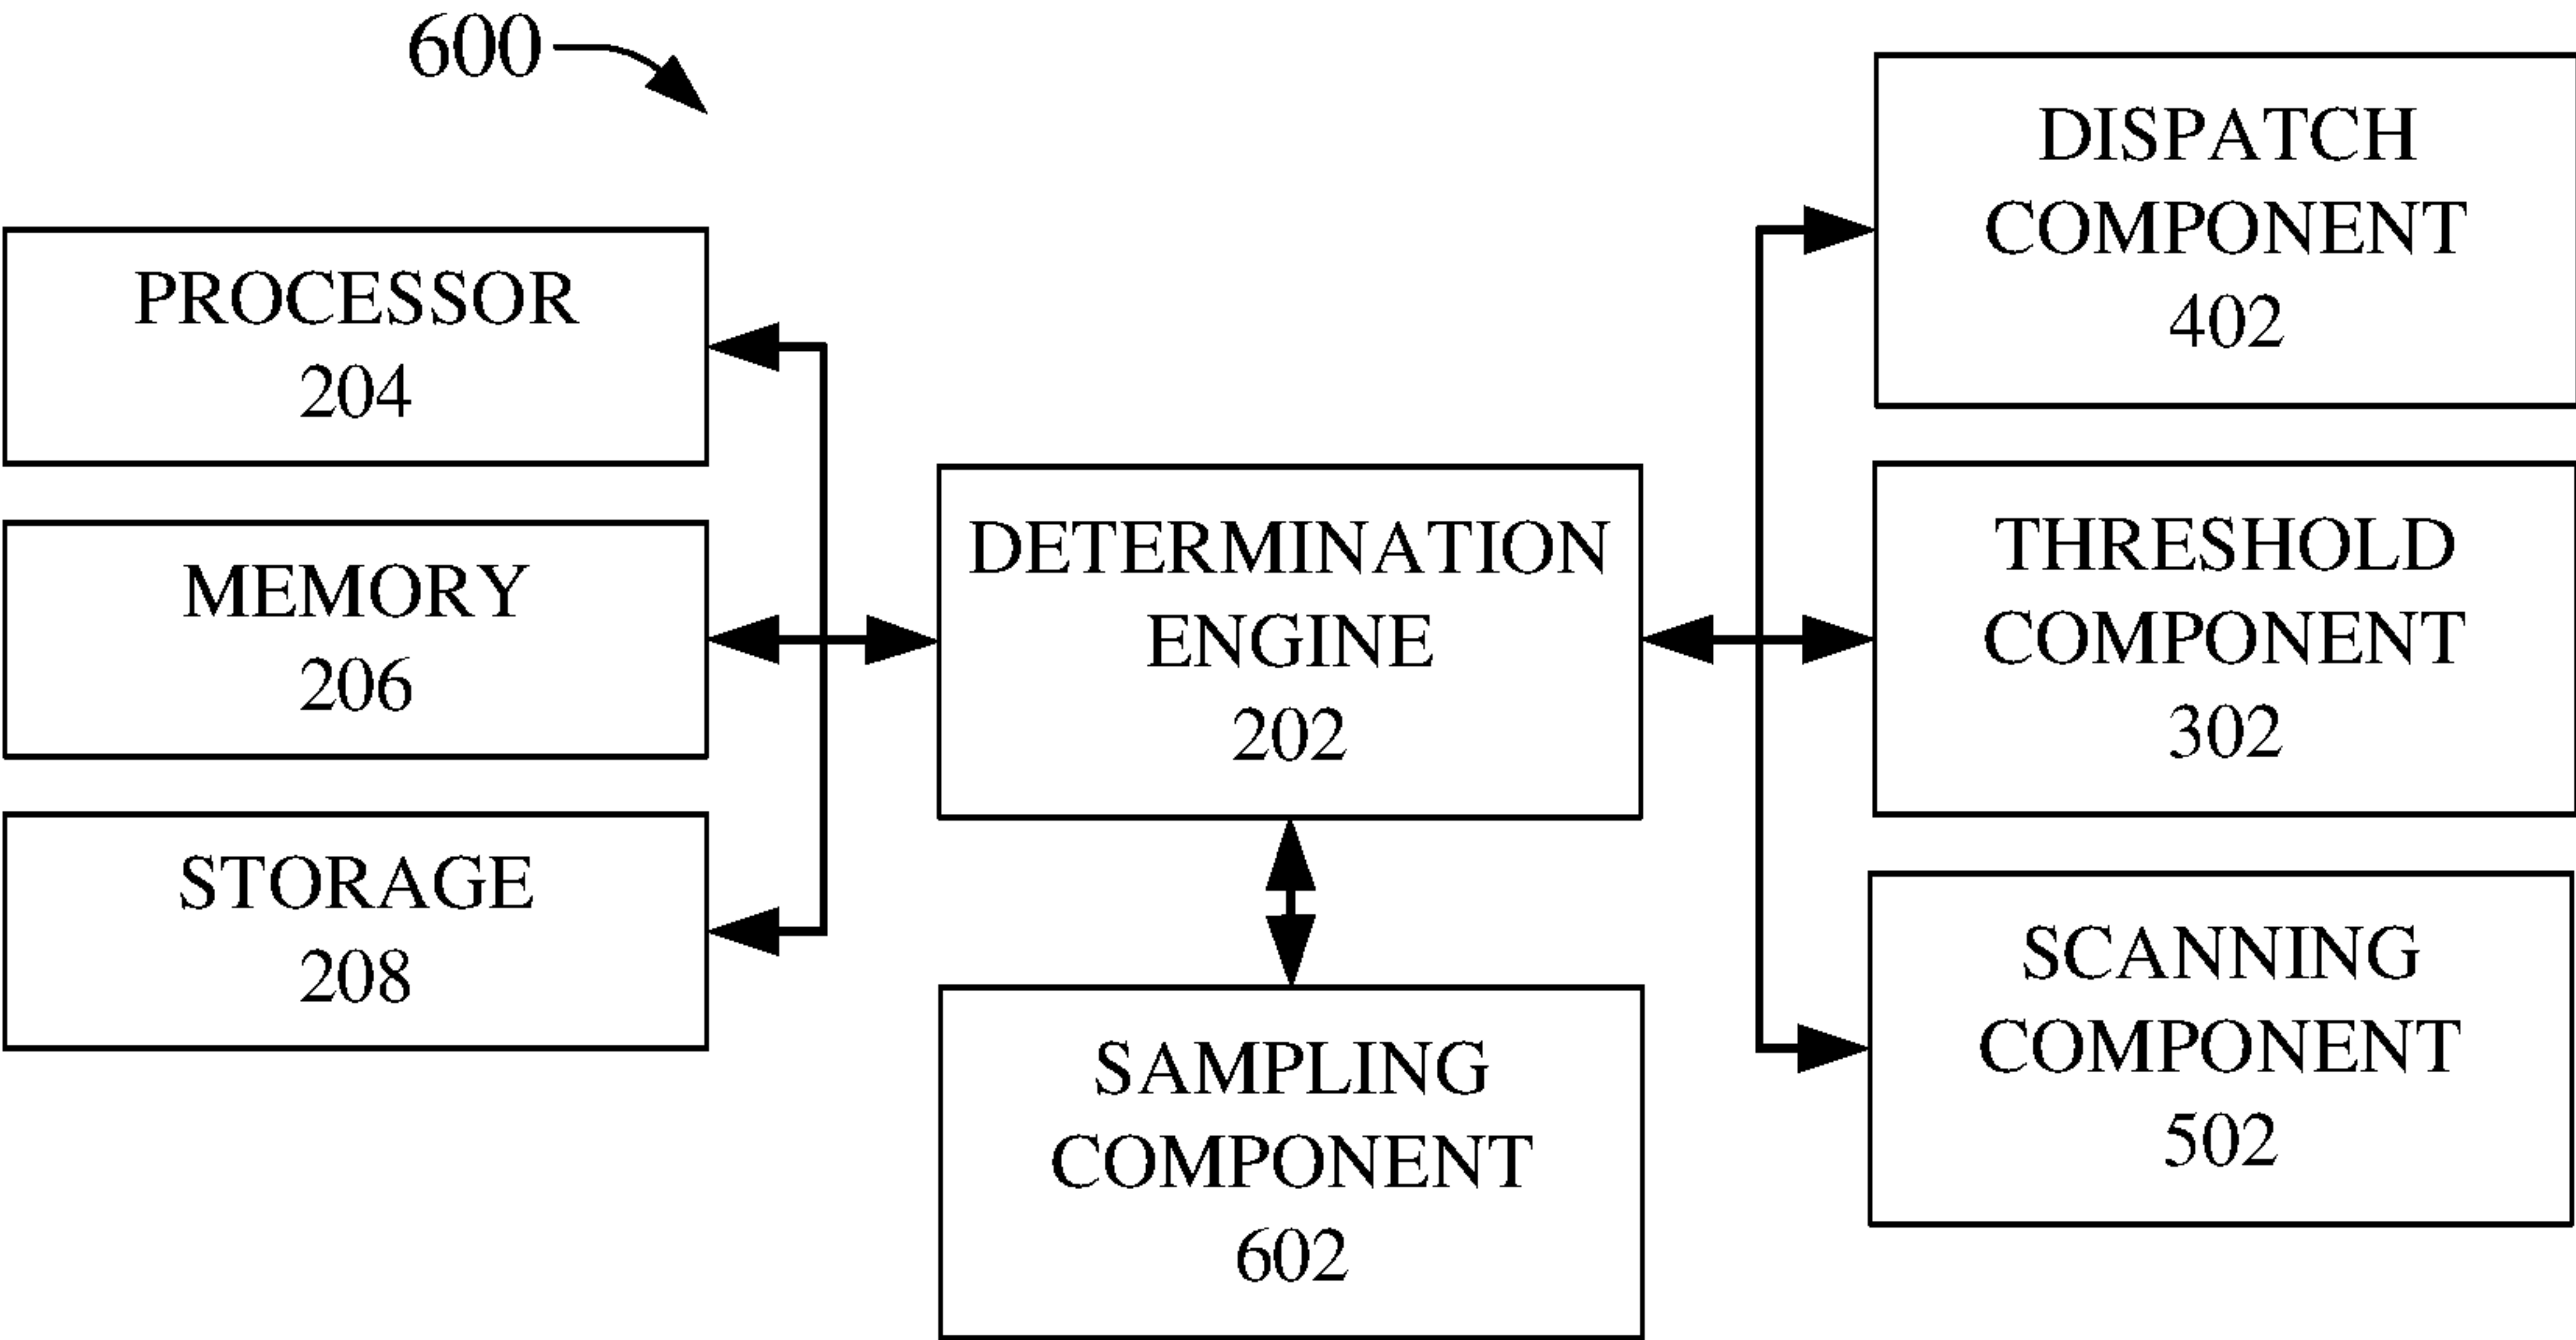 600
PROCESSOR
204
MEMORY
206
STORAGE
208
DETERMINATION
ENGINE
202
SAMPLING
COMPONENT
602
DISPATCH
COMPONENT
402
THRESHOLD
COMPONENT
302
SCANNING
COMPONENT
502